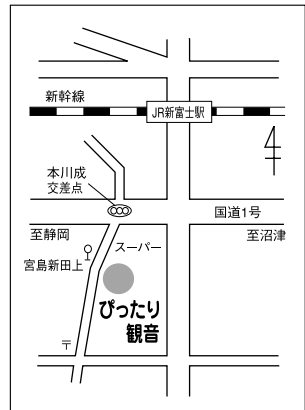 新幹線
JR新富士駅
本川成
交差点
国道1号
至静岡
至沼津
スーパー
宮島新田上
ぴったり
観音
〒